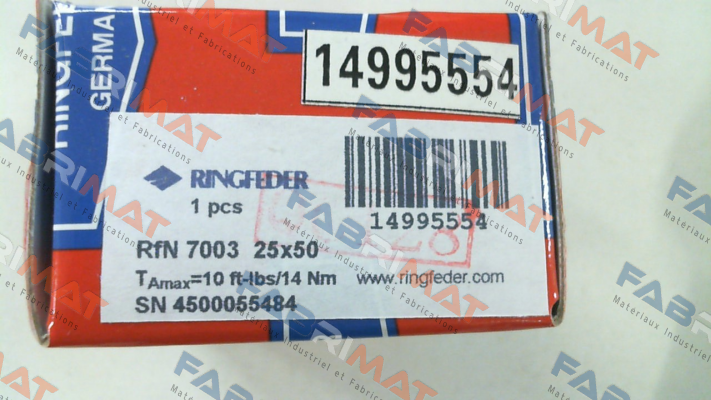 RINGFE
GERMAN
14995554
RINGFEDER
1 pcs
14995554
RfN 7003 25x50
TAmax=10 ft-lbs/14 Nm www.ringfeder.com
SN 4500055484
FABRIMAT
Materiaux Industriel et Fabrications